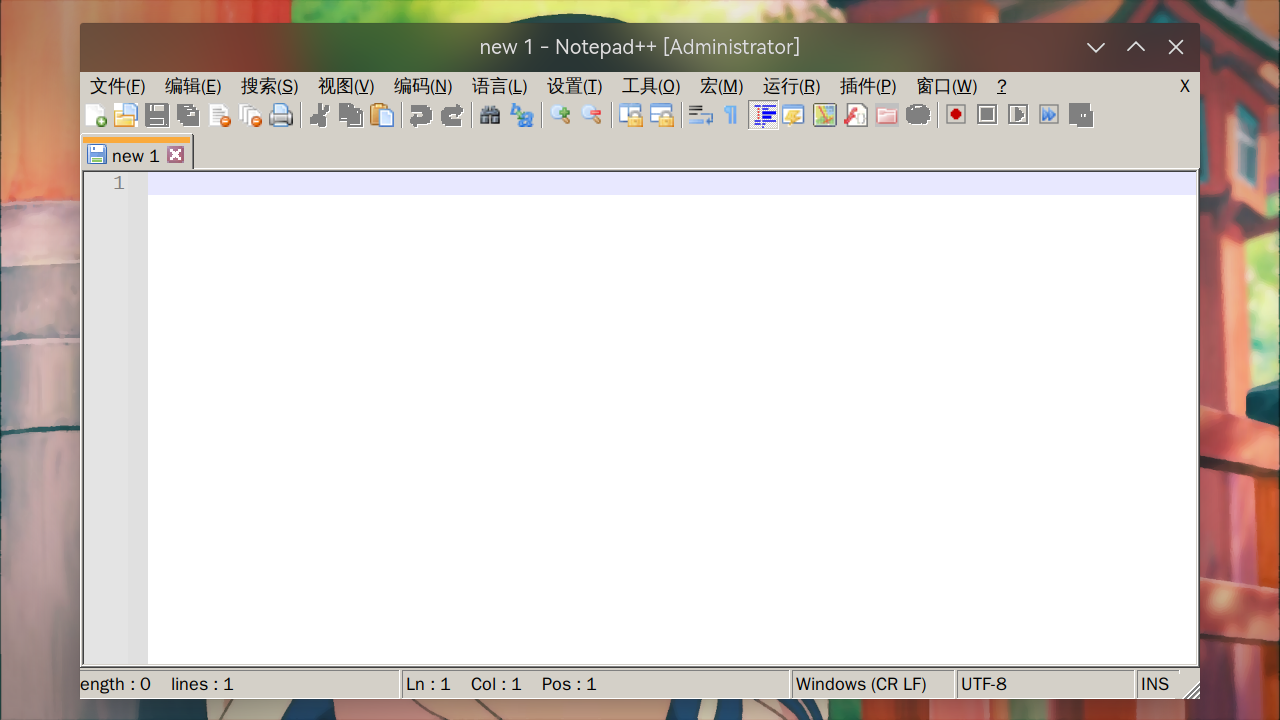 new 1 - Notepad++ [Administrator]
文件(F) 编辑(E) 搜索(S) 视图(V) 编码(N) 语言(L) 设置(T) 工具(O) 宏(M) 运行(R) 插件(P) 窗口(W) ? X
new 1
1
ength : 0 lines : 1 Ln : 1 Col : 1 Pos : 1 Windows (CR LF) UTF-8 INS